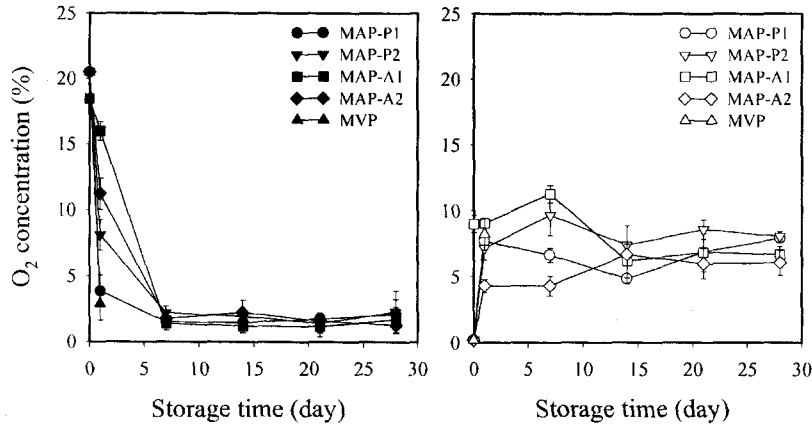 O2 concentration (%)
25
20
15
10
5
0
0 5 10 15 20 25 30
Storage time (day)
MAP-P1
MAP-P2
MAP-A1
MAP-A2
MVP
25
20
15
10
5
0
0 5 10 15 20 25 30
Storage time (day)
MAP-P1
MAP-P2
MAP-A1
MAP-A2
MVP